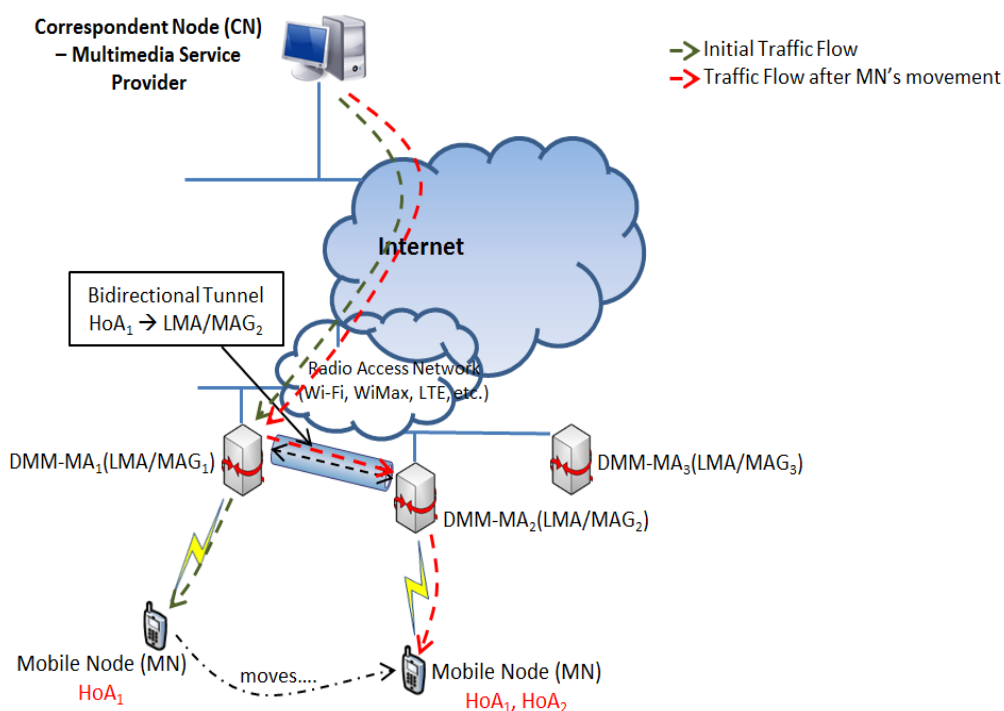 Correspondent Node (CN)
– Multimedia Service
Provider
Initial Traffic Flow
Traffic Flow after MN's movement
Internet
Bidirectional Tunnel
HoA₁ → LMA/MAG₂
Radio Access Network
(Wi-Fi, WiMax, LTE, etc.)
DMM-MA₁(LMA/MAG₁)
DMM-MA₃(LMA/MAG₃)
DMM-MA₂(LMA/MAG₂)
Mobile Node (MN)
HoA₁
moves....
Mobile Node (MN)
HoA₁, HoA₂